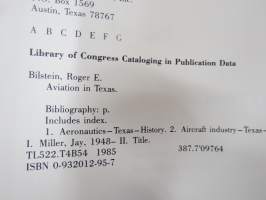 P.O. Box 1569
Austin, Texas 78767
A B C D E F G
Library of Congress Cataloging in Publication Data
Bilstein, Roger E.
Aviation in Texas.
Bibliography: p.
Includes index.
1. Aeronautics—Texas—History. 2. Aircraft industry—Texas—
I. Miller, Jay, 1948– II. Title.
TL522.T4B54 1985 387.7'09764
ISBN 0-932012-95-7